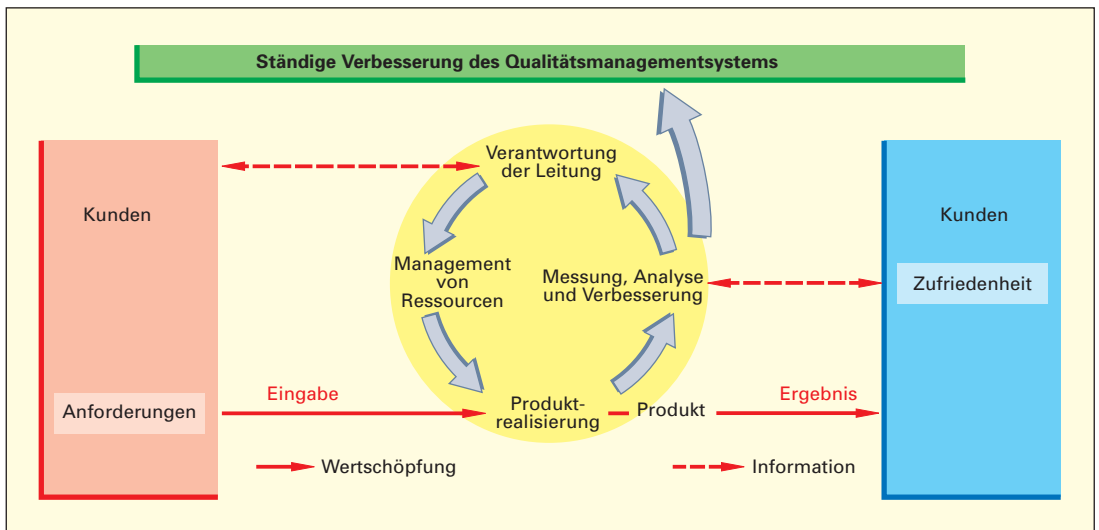 Ständige Verbesserung des Qualitätsmanagementsystems
Kunden
Verantwortung
der Leitung
Kunden
Management
von
Ressourcen
Messung, Analyse
und Verbesserung
Zufriedenheit
Anforderungen
Eingabe
Produkt-
realisierung
Produkt
Ergebnis
Wertschöpfung
Information